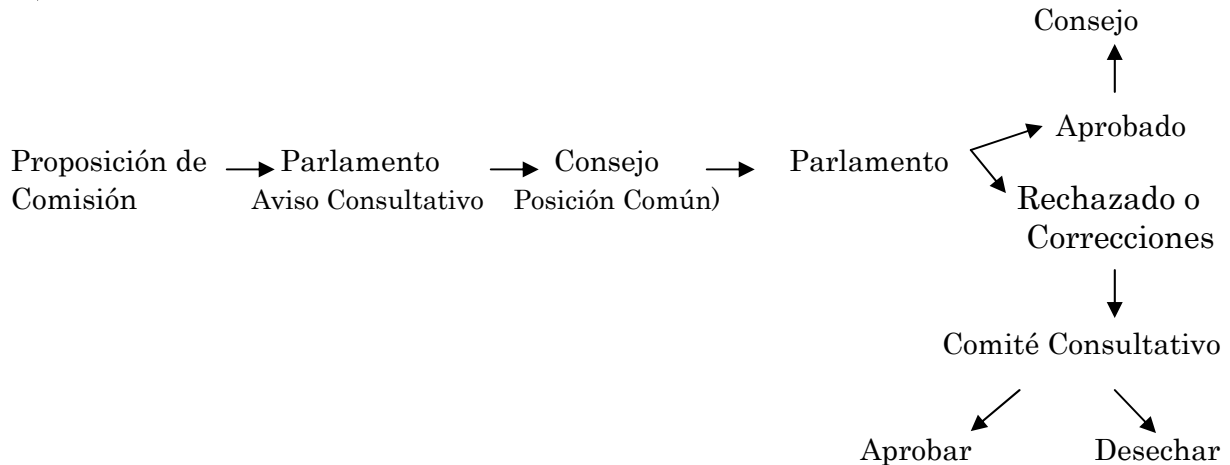 Consejo
Aprobado
Proposición de Parlamento Consejo Parlamento
Comisión Aviso Consultativo Posición Común)
Rechazado o
Correcciones
Comité Consultativo
Aprobar Desechar